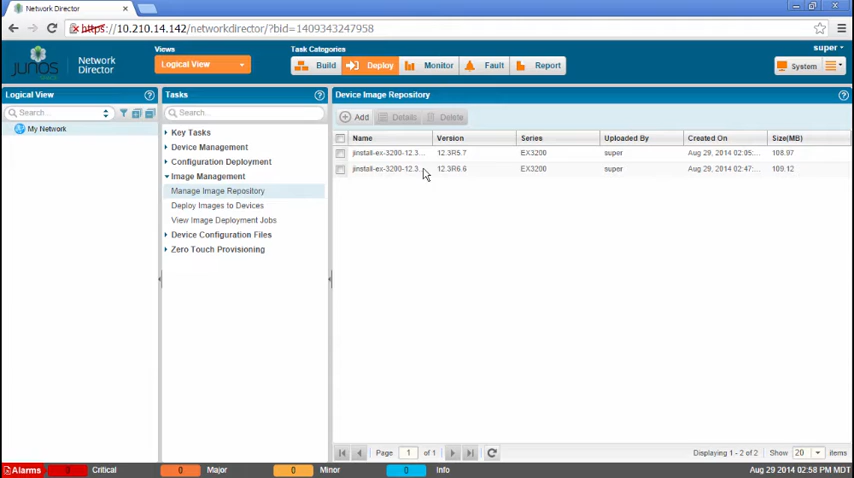 Network Director
https://10.210.14.142/networkdirector/?bid=1409343247958
JUNOS
Network
Director
Views
Logical View
Task Categories
Build
Deploy
Monitor
Fault
Report
super
System
Logical View
Search...
My Network
Tasks
Search...
Key Tasks
Device Management
Configuration Deployment
Image Management
Manage Image Repository
Deploy Images to Devices
View Image Deployment Jobs
Device Configuration Files
Zero Touch Provisioning
Device Image Repository
Add Details Delete
Name Version Series Uploaded By Created On Size(MB)
jinstall-ex-3200-12.3... 12.3R5.7 EX3200 super Aug 29, 2014 02:05:... 108.97
jinstall-ex-3200-12.3... 12.3R6.6 EX3200 super Aug 29, 2014 02:47:... 109.12
Page 1 of 1 Displaying 1 - 2 of 2 Show 20 items
Alarms 0 Critical 0 Major 0 Minor 0 Info Aug 29 2014 02:58 PM MDT